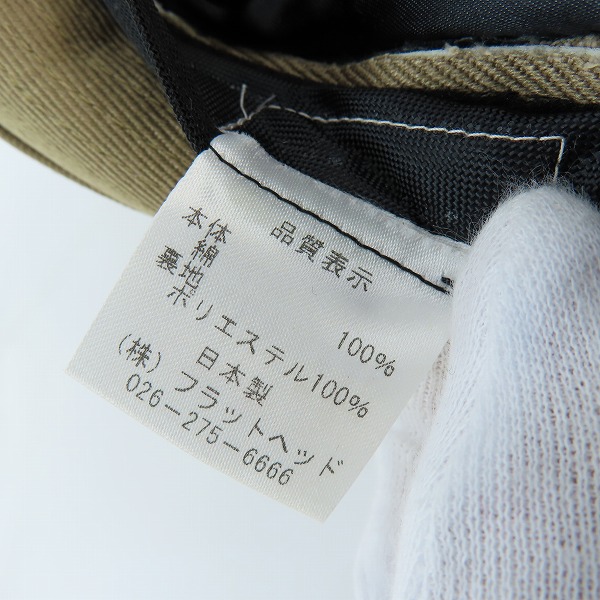 品質表示
本体
綿 100%
裏地
ポリエステル100%
日本製
(株)フラットヘッド
026-275-6666